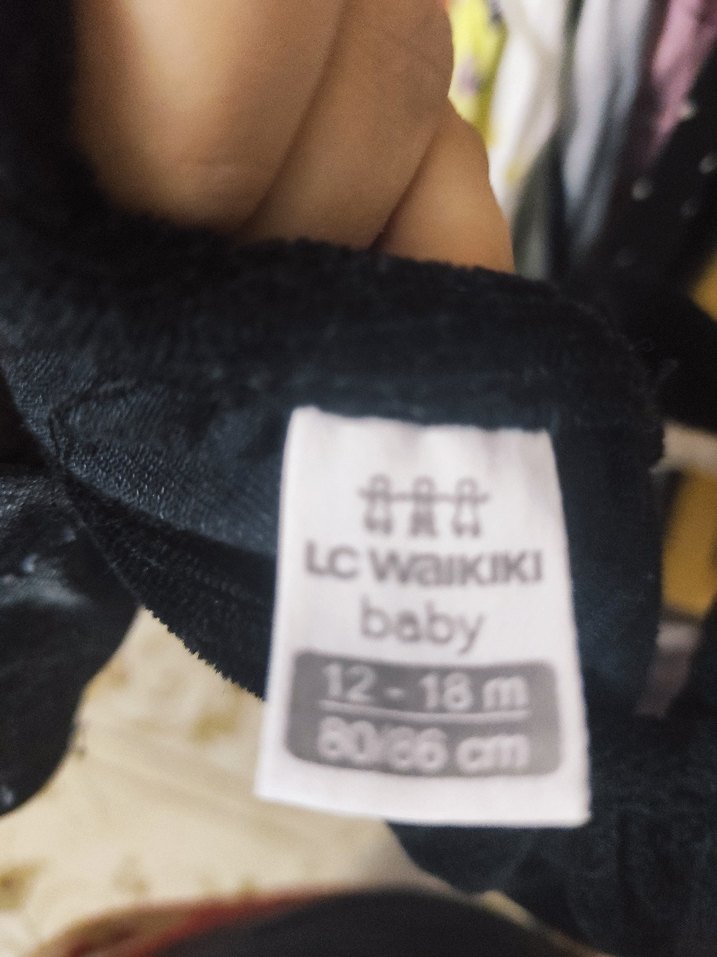 LC WAIKIKI
baby
12 - 18 m
80/86 cm